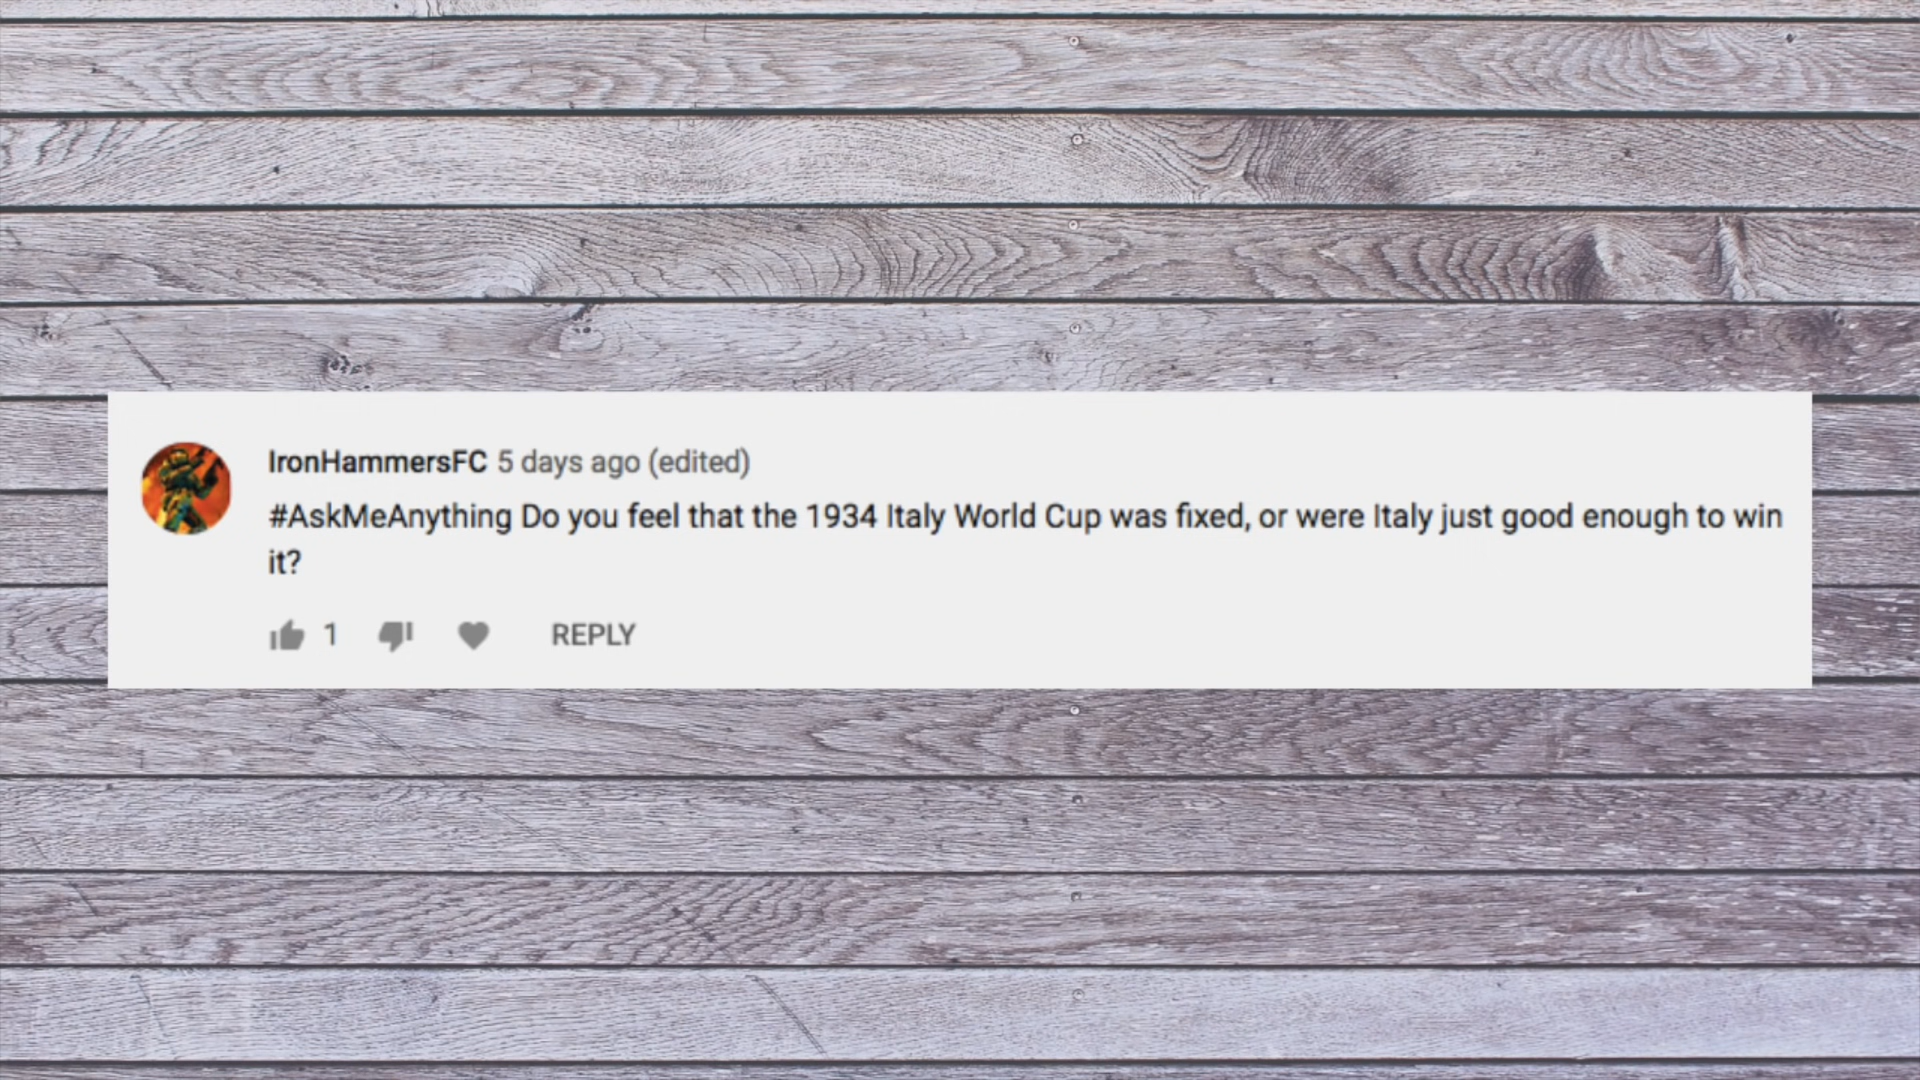 IronHammersFC 5 days ago (edited)
#AskMeAnything Do you feel that the 1934 Italy World Cup was fixed, or were Italy just good enough to win
it?
1 REPLY